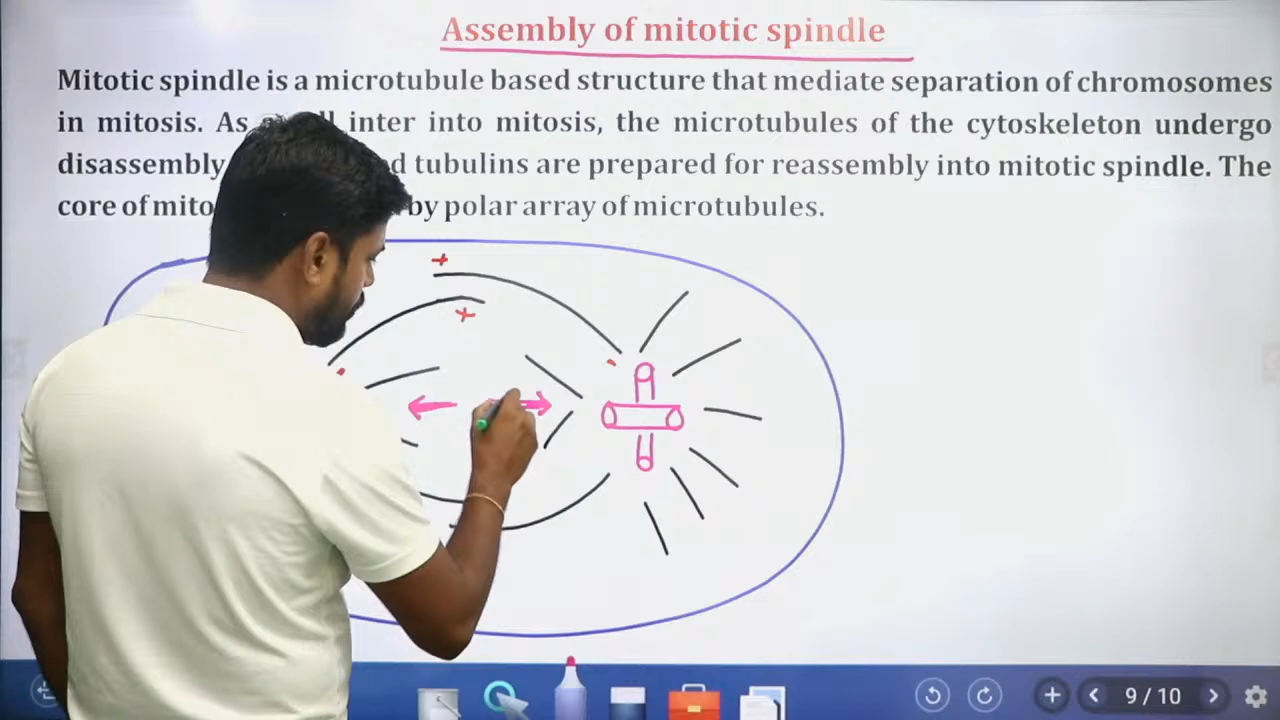 Assembly of mitotic spindle
Mitotic spindle is a microtubule based structure that mediate separation of chromosomes
in mitosis. As inter into mitosis, the microtubules of the cytoskeleton undergo
disassembly tubulins are prepared for reassembly into mitotic spindle. The
core of by polar array of microtubules.
+
+
9 / 10